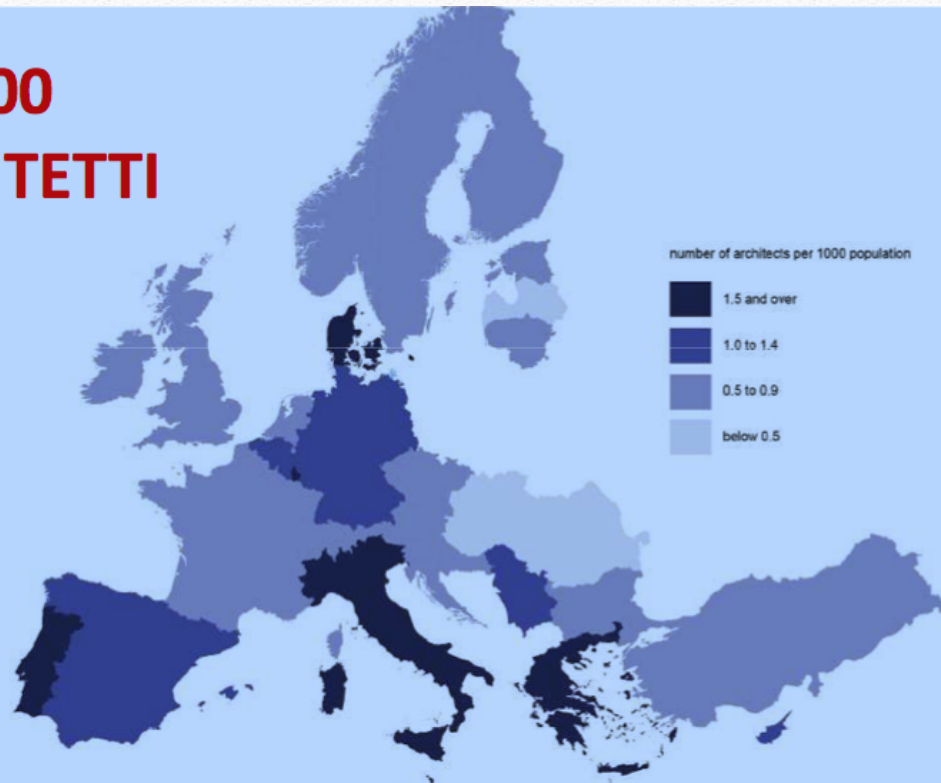 00
TETTI
number of architects per 1000 population
1.5 and over
1.0 to 1.4
0.5 to 0.9
below 0.5